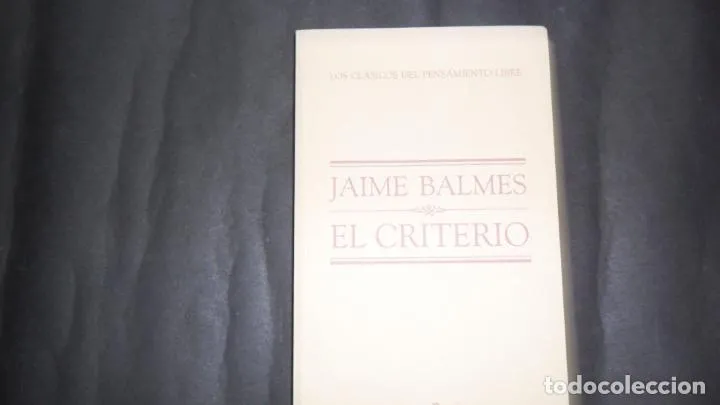 LOS CLÁSICOS DEL PENSAMIENTO LIBRE
JAIME BALMES
EL CRITERIO
todocoleccion